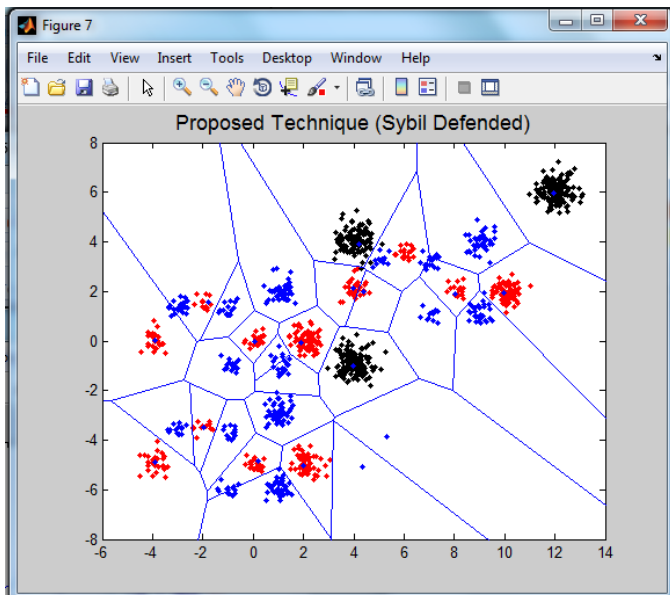 Figure 7
File Edit View Insert Tools Desktop Window Help
Proposed Technique (Sybil Defended)
8
6
4
2
0
-2
-4
-6
-8
-6 -4 -2 0 2 4 6 8 10 12 14